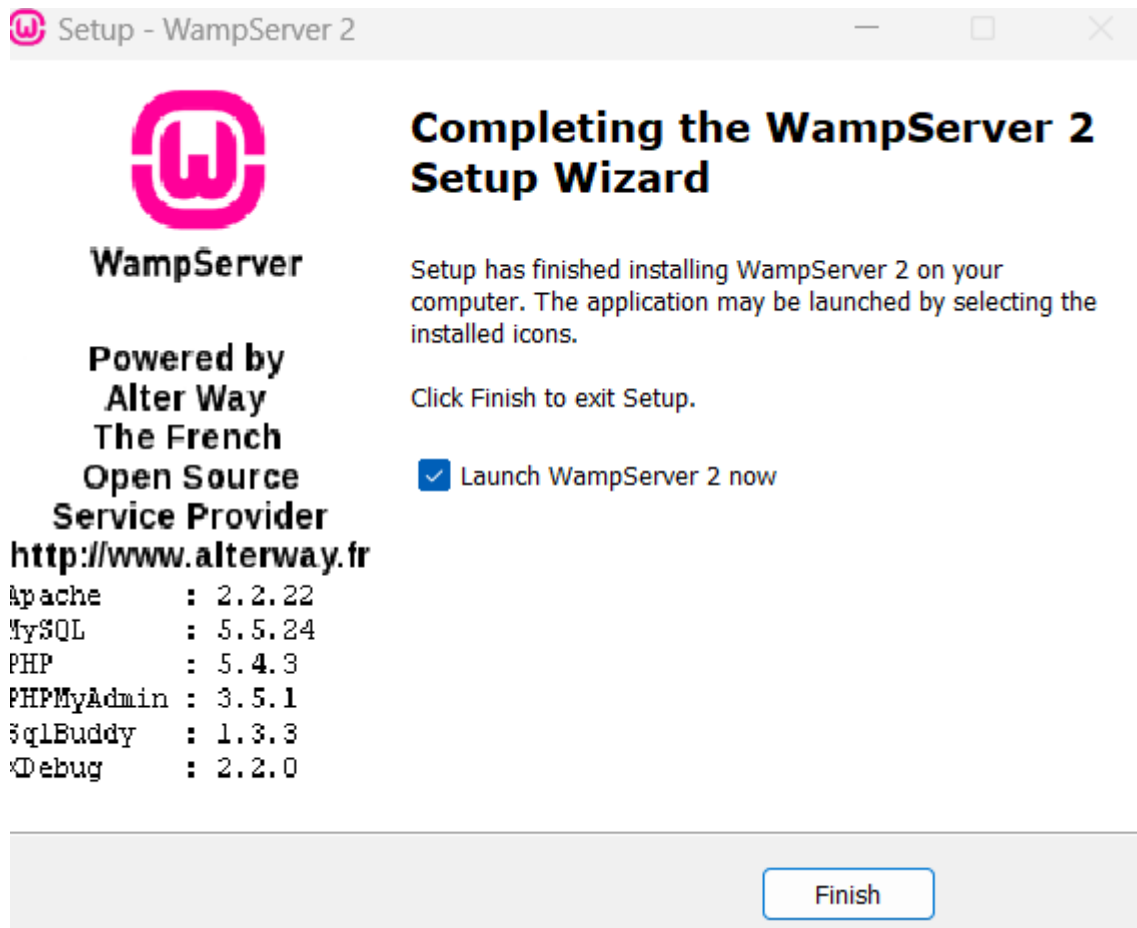 Setup - WampServer 2
WampServer
Powered by
Alter Way
The French
Open Source
Service Provider
http://www.alterway.fr
Apache : 2.2.22
MySQL : 5.5.24
PHP : 5.4.3
PHPMyAdmin : 3.5.1
SqlBuddy : 1.3.3
xDebug : 2.2.0
Completing the WampServer 2
Setup Wizard
Setup has finished installing WampServer 2 on your
computer. The application may be launched by selecting the
installed icons.
Click Finish to exit Setup.
Launch WampServer 2 now
Finish